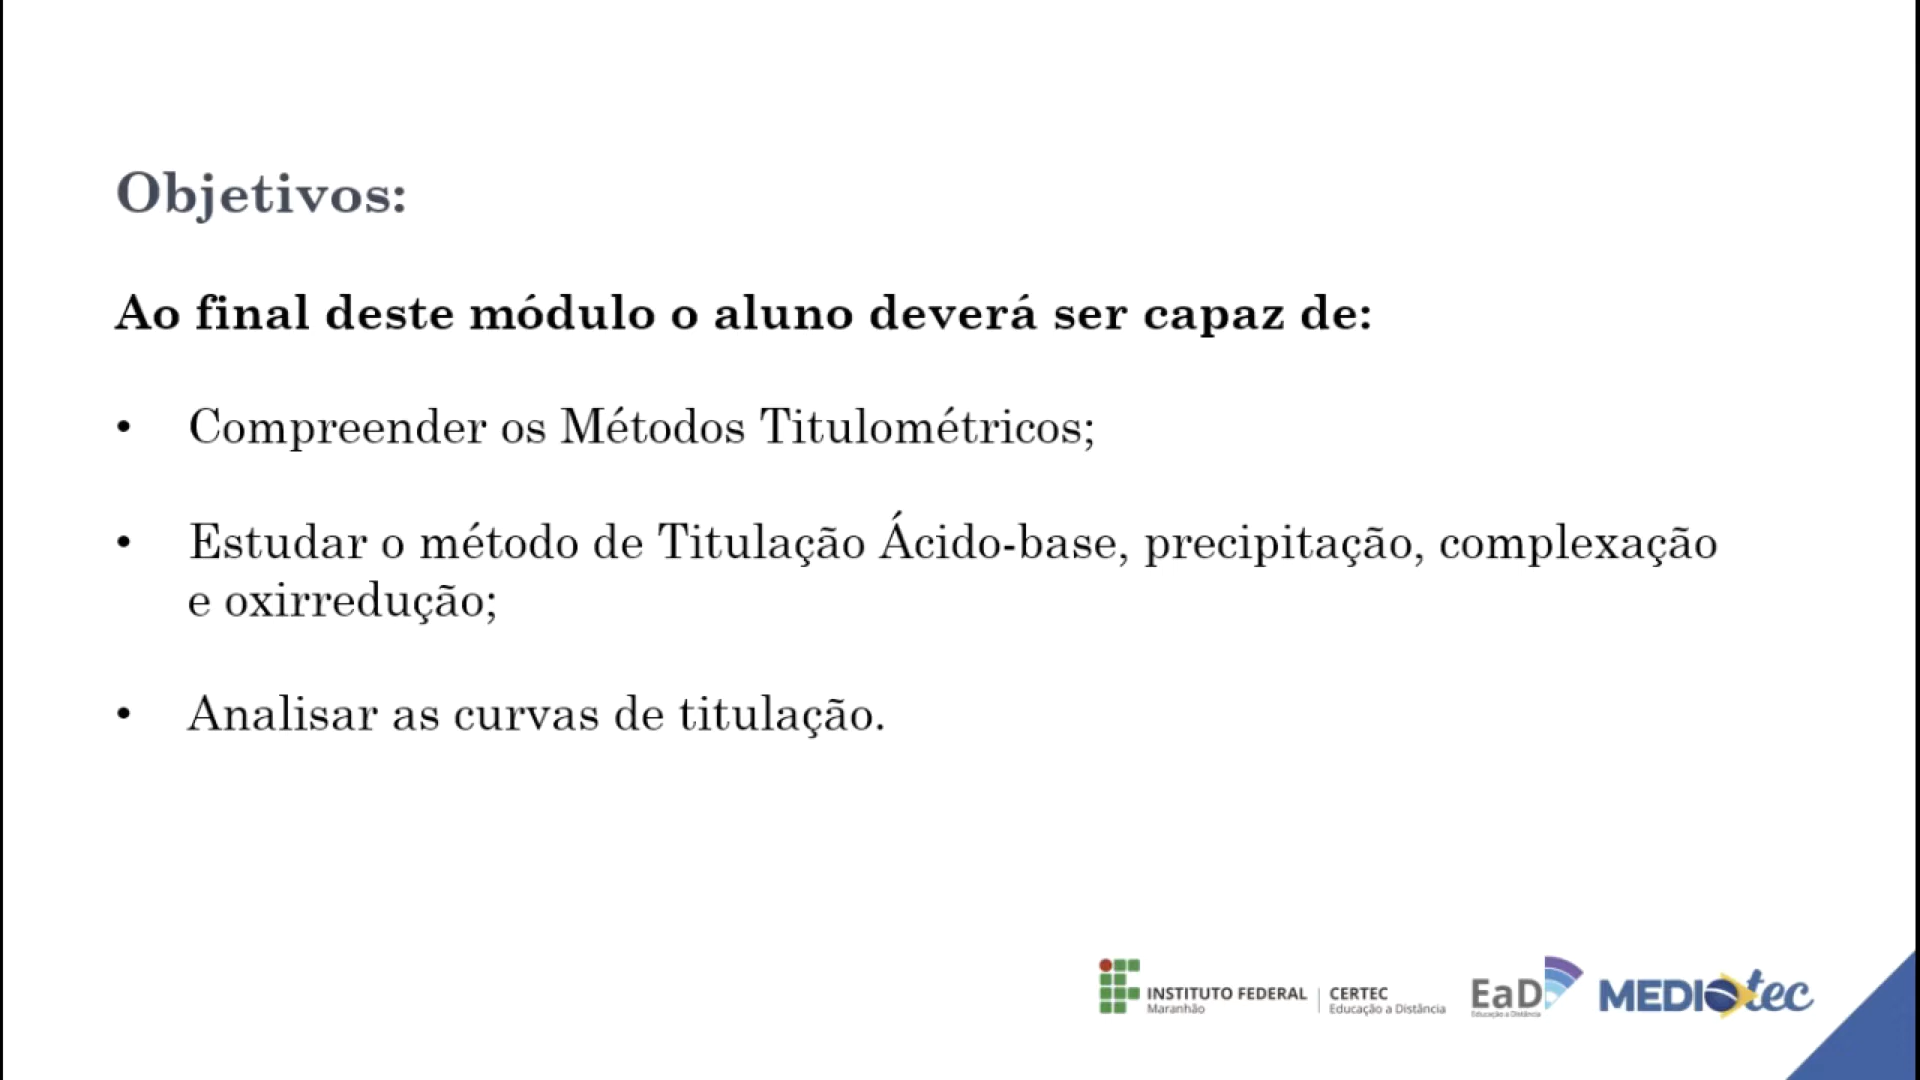 Objetivos:
Ao final deste módulo o aluno deverá ser capaz de:
• Compreender os Métodos Titulométricos;
• Estudar o método de Titulação Ácido-base, precipitação, complexação
e oxirredução;
• Analisar as curvas de titulação.
INSTITUTO FEDERAL
Maranhão
CERTEC
Educação a Distância
EaD
Educação a Distância
MEDIOtec